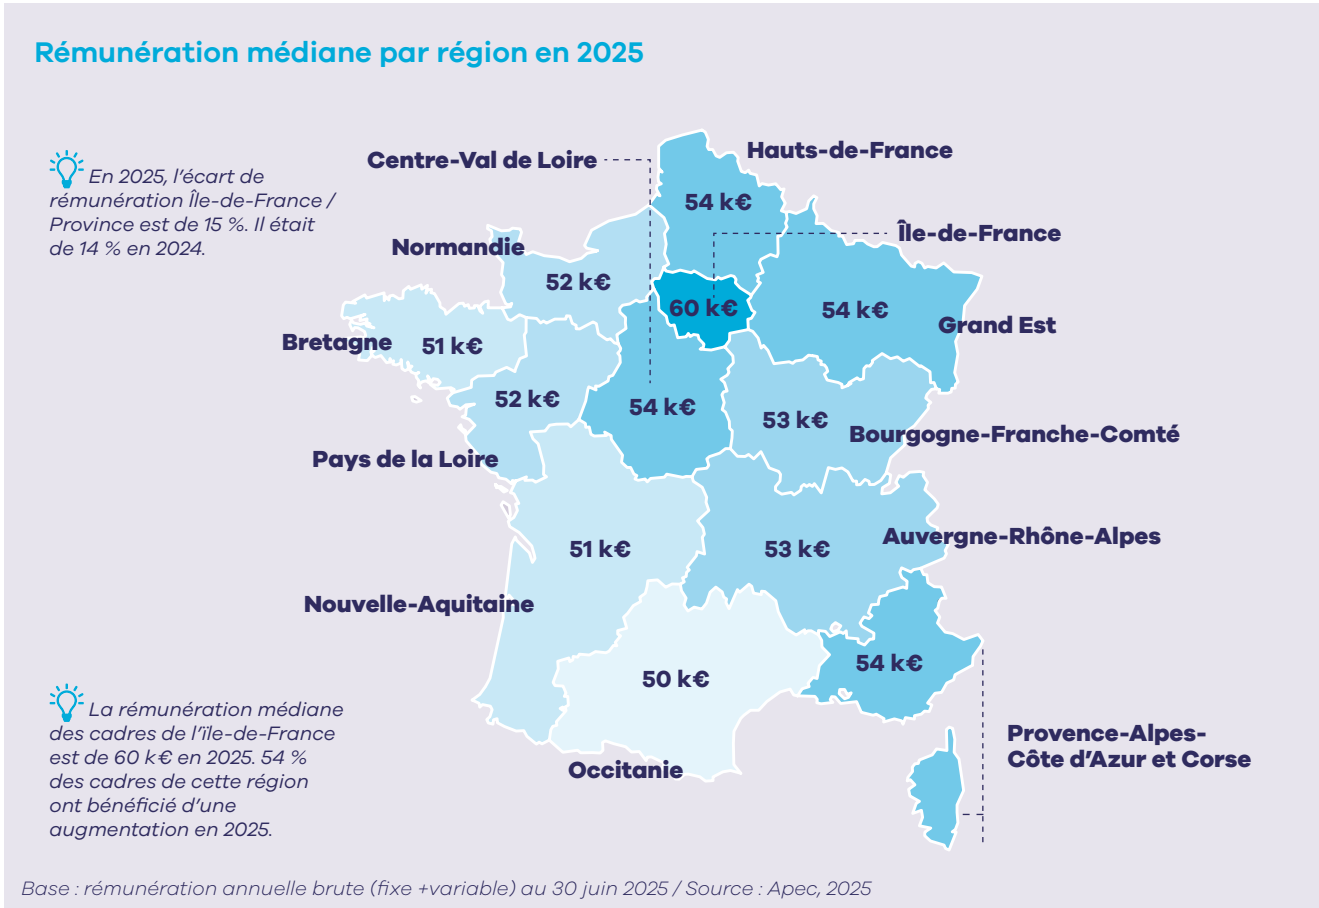 Rémunération médiane par région en 2025
En 2025, l'écart de
rémunération Île-de-France /
Province est de 15 %. Il était
de 14 % en 2024.
Centre-Val de Loire
Hauts-de-France
54 k€
Île-de-France
Normandie
52 k€
60 k€
54 k€
Grand Est
Bretagne
51 k€
52 k€
54 k€
53 k€
Bourgogne-Franche-Comté
Pays de la Loire
51 k€
53 k€
Auvergne-Rhône-Alpes
Nouvelle-Aquitaine
54 k€
50 k€
Occitanie
Provence-Alpes-
Côte d'Azur et Corse
La rémunération médiane
des cadres de l'île-de-France
est de 60 k€ en 2025. 54 %
des cadres de cette région
ont bénéficié d'une
augmentation en 2025.
Base : rémunération annuelle brute (fixe +variable) au 30 juin 2025 / Source : Apec, 2025